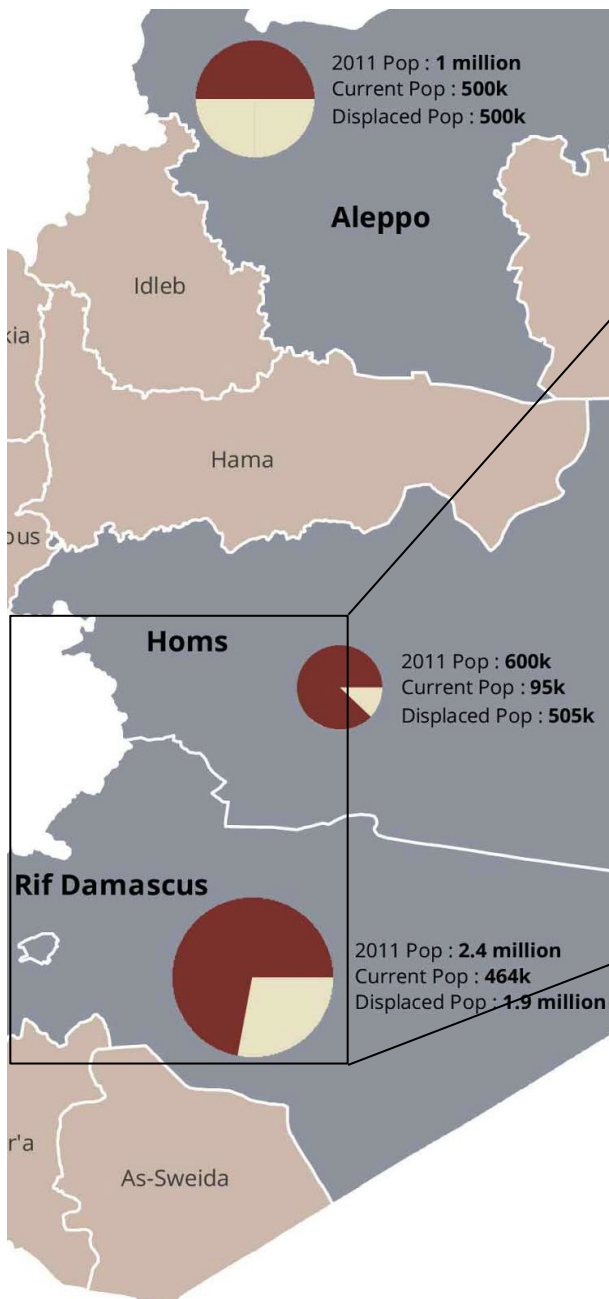 2011 Pop : 1 million
Current Pop : 500k
Displaced Pop : 500k
Aleppo
Idleb
kia
Hama
ous
Homs
2011 Pop : 600k
Current Pop : 95k
Displaced Pop : 505k
Rif Damascus
2011 Pop : 2.4 million
Current Pop : 464k
Displaced Pop : 1.9 million
r'a
As-Sweida